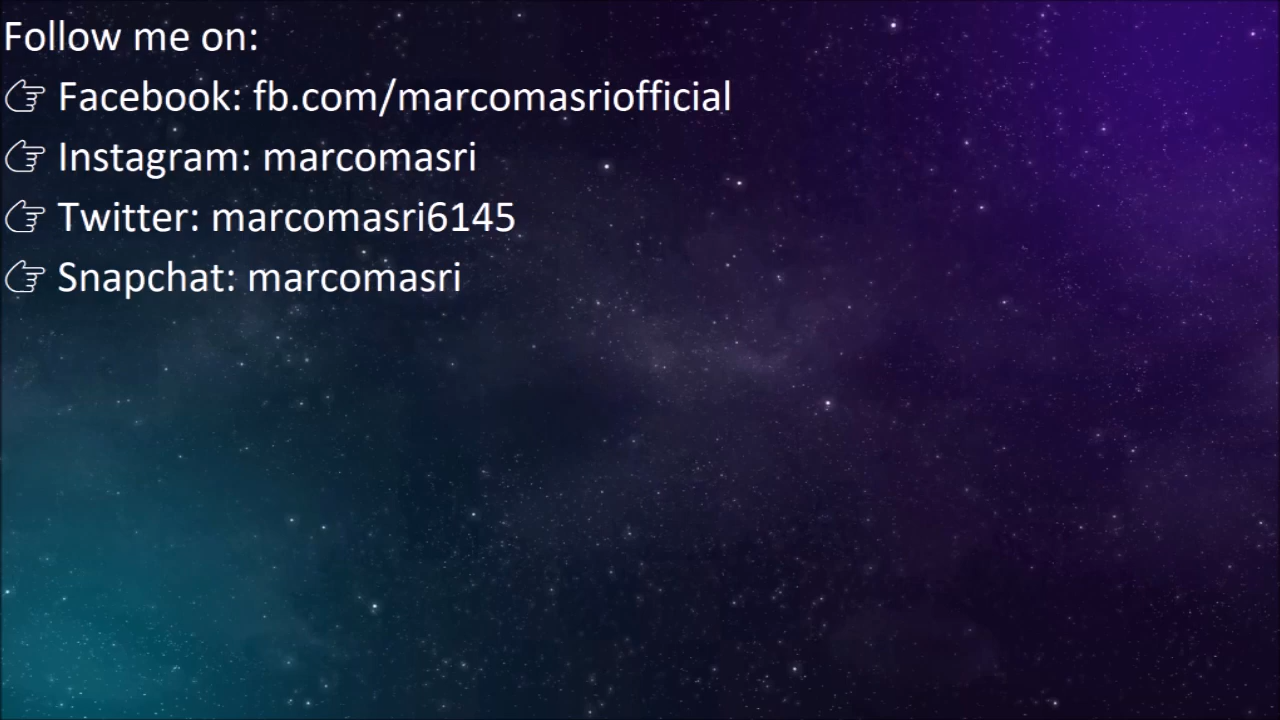 Follow me on:
👉 Facebook: fb.com/marcomasriofficial
👉 Instagram: marcomasri
👉 Twitter: marcomasri6145
👉 Snapchat: marcomasri